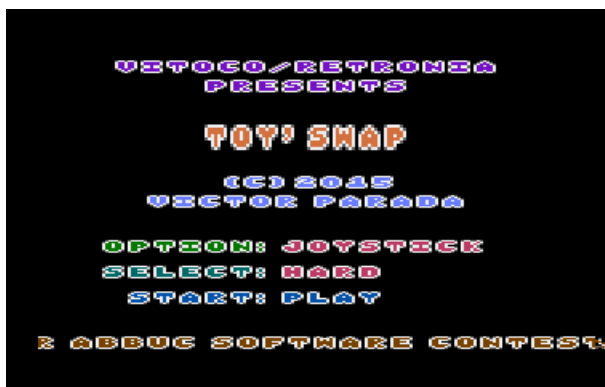 VITOCO/RETRONIA
PRESENTS
TOY' SWAP
(C) 2015
VICTOR PARADA
OPTION: JOYSTICK
SELECT: HARD
START: PLAY
R ABBUC SOFTWARE CONTEST